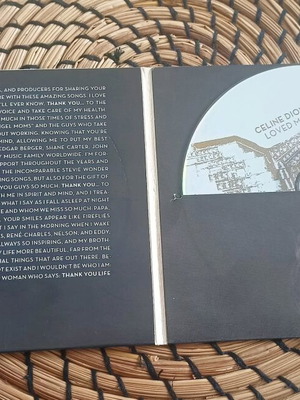 , AND PRODUCERS FOR SHARING YOUR
RE WITH THESE AMAZING SONGS. I LOVE
'LL EVER KNOW. THANK YOU... TO THE
VOICE AND TAKE CARE OF MY HEALTH
MUCH IN THOSE TIMES OF STRESS AND
NGEL MOMS" AND THE GUYS WHO TAKE
OUT WORKING. KNOWING THAT YOU'RE
MIND, ALLOWING ME TO PUT MY BEST
EDGAR BERGER, SHANE CARTER, JOHN
Y MUSIC FAMILY WORLDWIDE. I'M FOR-
PPORT THROUGHOUT THE YEARS AND
THE INCOMPARABLE STEVIE WONDER
SONGS, BUT ALSO FOR THE GIFT OF
YOU GUYS SO MUCH. THANK YOU... TO
H ME IN SPIRIT AND MIND, AND I TREA-
WHAT I SAY AS I FALL ASLEEP AT NIGHT
E AND WHOM WE MISS SO MUCH. PAPA,
YOUR SMILES APPEAR LIKE FIREFLIES
T I SAY IN THE MORNING WHEN I WAKE
S, RENÉ-CHARLES, NELSON, AND EDDY.
LWAYS SO INSPIRING, AND MY BROTH-
Y LIFE MORE BEAUTIFUL. FAR FROM THE
IAL THINGS THAT ARE OUT THERE. BE-
OT EXIST AND I WOULDN'T BE WHO I AM
WOMAN WHO SAYS: THANK YOU LIFE
CELINE DIO
LOVED